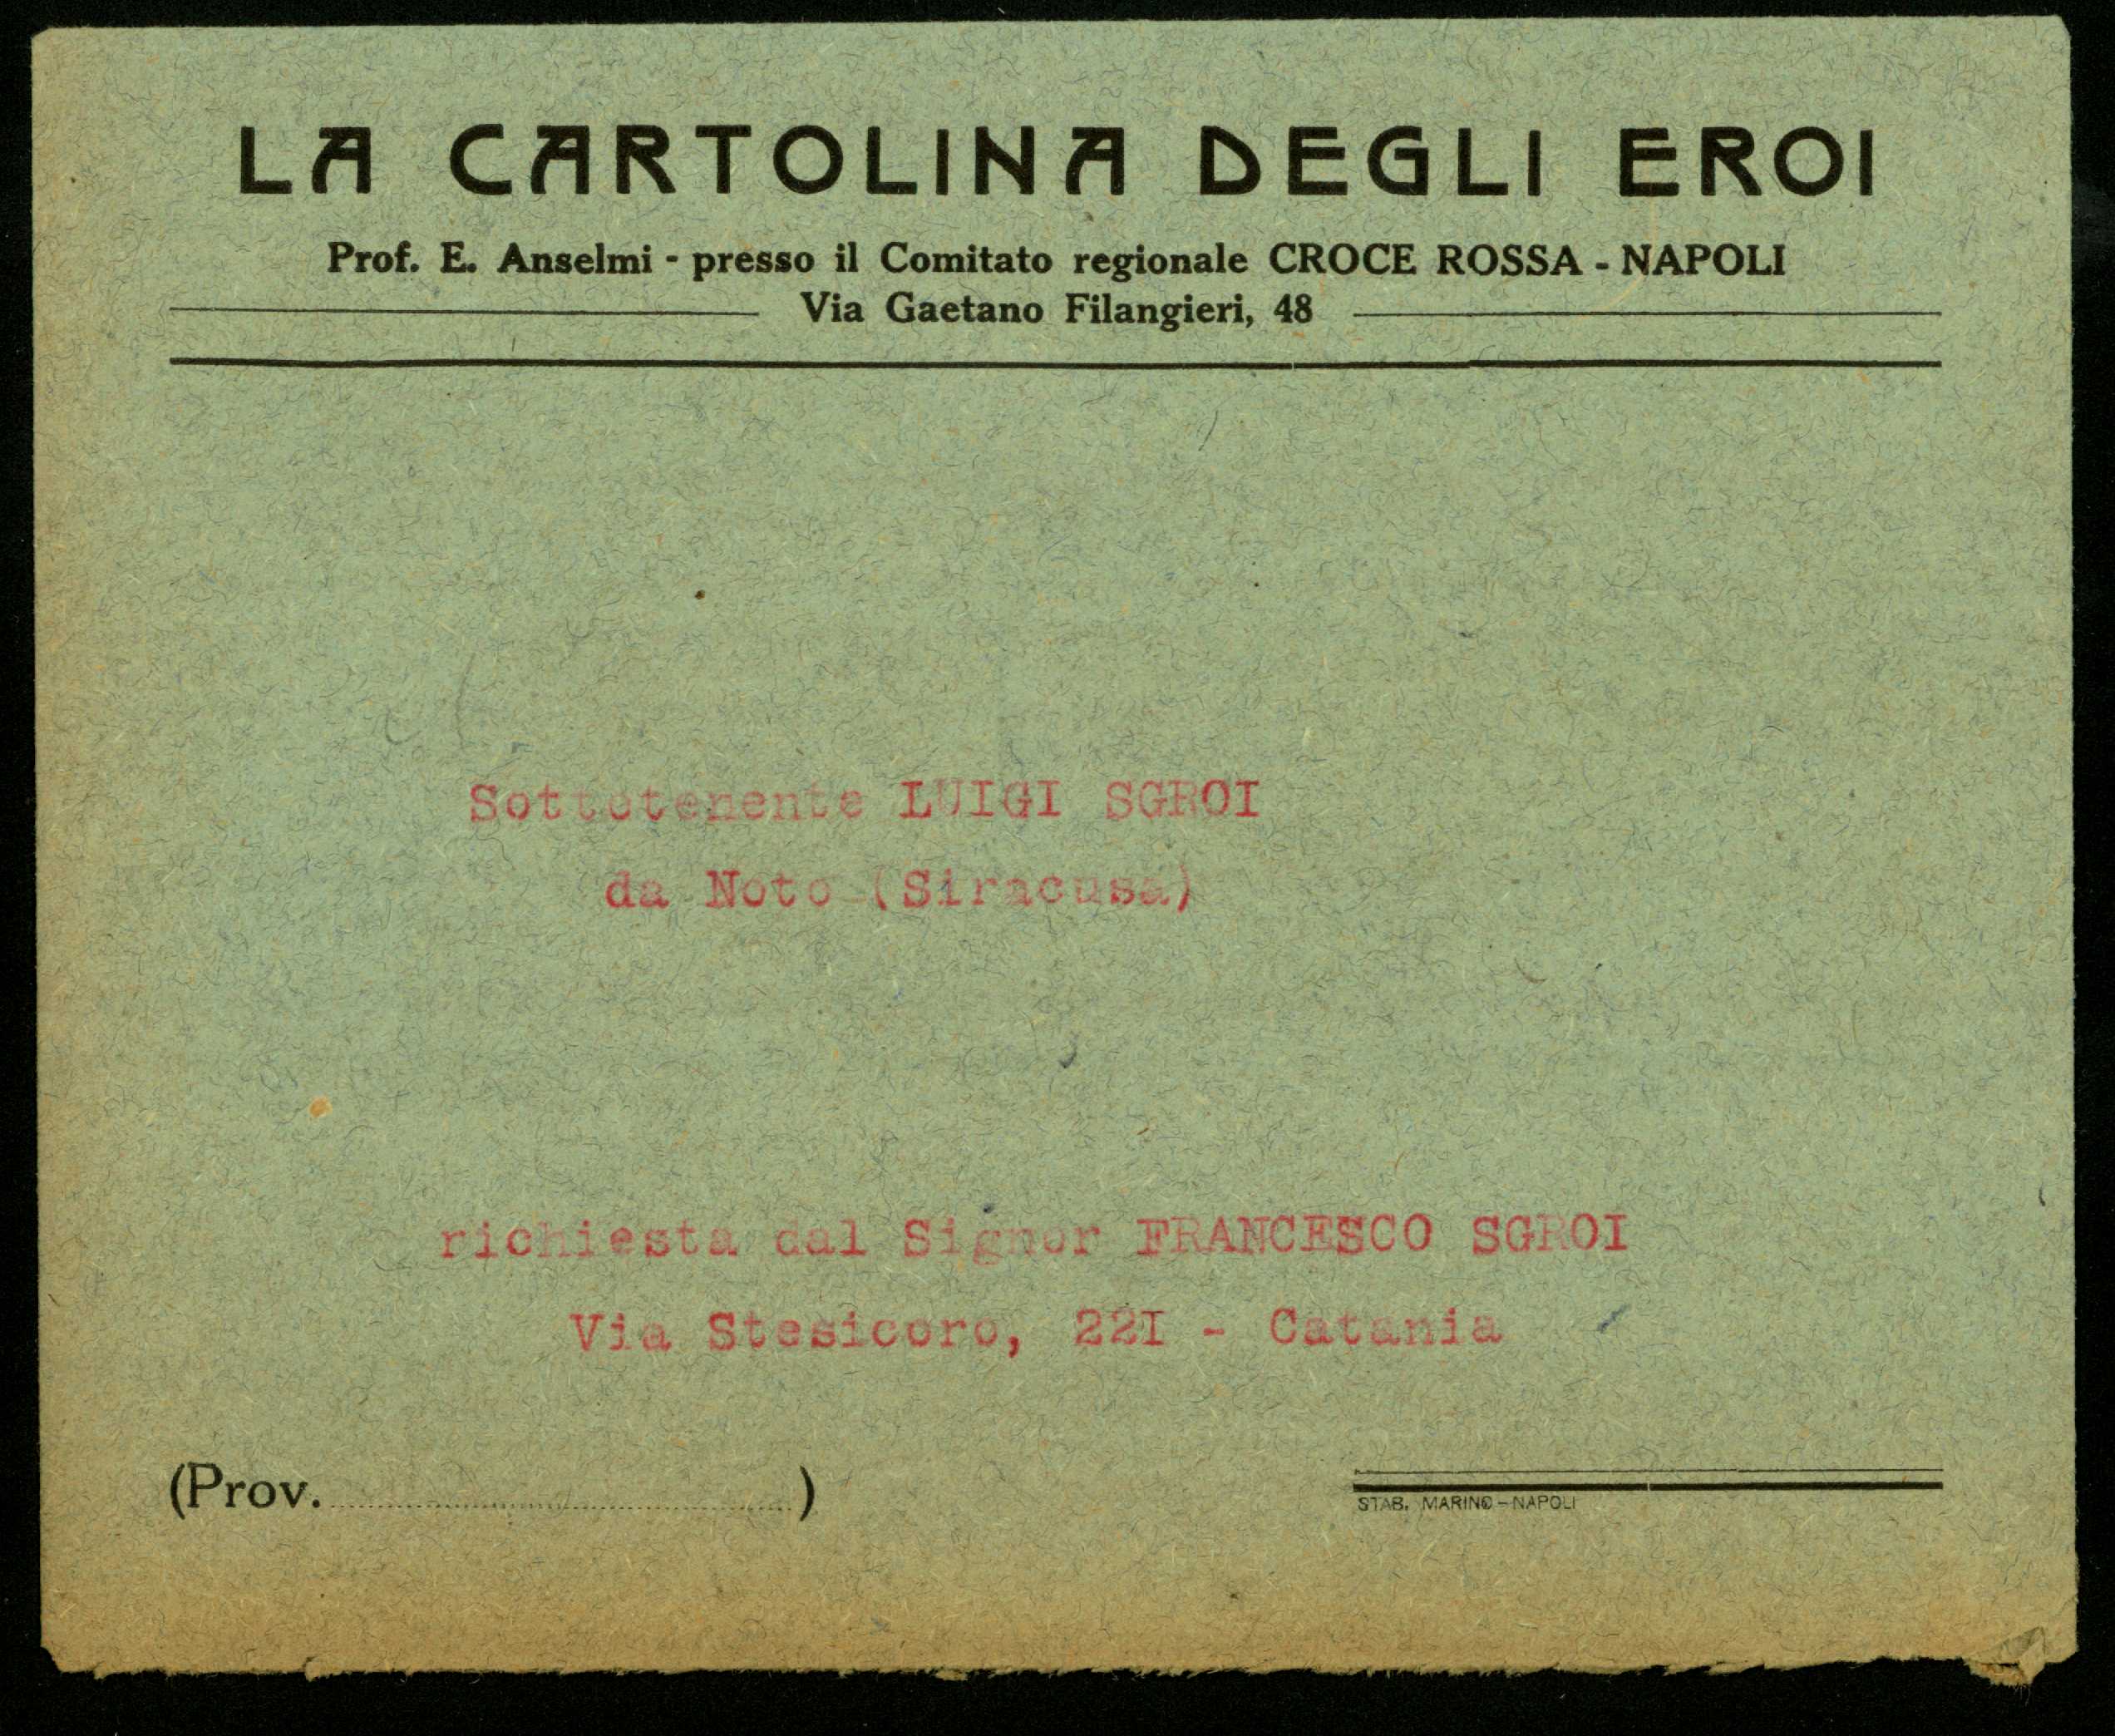 LA CARTOLINA DEGLI EROI
Prof. E. Anselmi - presso il Comitato regionale CROCE ROSSA - NAPOLI
Via Gaetano Filangieri, 48
Sottotenente LUIGI SGROI
da Noto (Siracusa)
richiesta dal Signor FRANCESCO SGROI
Via Stesicoro, 22I - Catania
(Prov. )
STAB. MARINO - NAPOLI